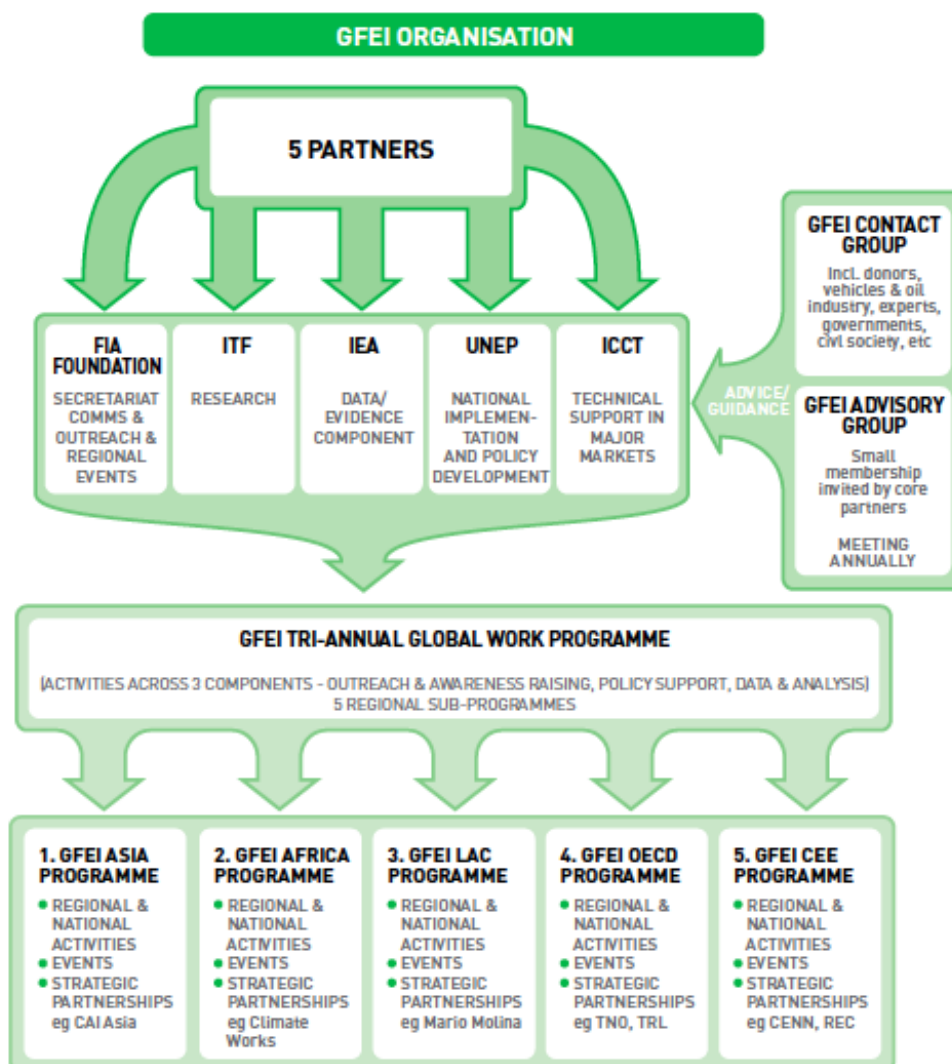 GFEI ORGANISATION
5 PARTNERS
FIA
FOUNDATION
SECRETARIAT
COMMS &
OUTREACH &
REGIONAL
EVENTS
ITF
RESEARCH
IEA
DATA/
EVIDENCE
COMPONENT
UNEP
NATIONAL
IMPLEMEN-
TATION
AND POLICY
DEVELOPMENT
ICCT
TECHNICAL
SUPPORT IN
MAJOR
MARKETS
ADVICE/
GUIDANCE
GFEI CONTACT
GROUP
Incl. donors,
vehicles & oil
industry, experts,
governments,
civl society, etc
GFEI ADVISORY
GROUP
Small
membership
invited by core
partners
MEETING
ANNUALLY
GFEI TRI-ANNUAL GLOBAL WORK PROGRAMME
(ACTIVITIES ACROSS 3 COMPONENTS - OUTREACH & AWARENESS RAISING, POLICY SUPPORT, DATA & ANALYSIS)
5 REGIONAL SUB-PROGRAMMES
1. GFEI ASIA
PROGRAMME
• REGIONAL &
NATIONAL
ACTIVITIES
• EVENTS
• STRATEGIC
PARTNERSHIPS
eg CAI Asia
2. GFEI AFRICA
PROGRAMME
• REGIONAL &
NATIONAL
ACTIVITIES
• EVENTS
• STRATEGIC
PARTNERSHIPS
eg Climate
Works
3. GFEI LAC
PROGRAMME
• REGIONAL &
NATIONAL
ACTIVITIES
• EVENTS
• STRATEGIC
PARTNERSHIPS
eg Mario Molina
4. GFEI OECD
PROGRAMME
• REGIONAL &
NATIONAL
ACTIVITIES
• EVENTS
• STRATEGIC
PARTNERSHIPS
eg TNO, TRL
5. GFEI CEE
PROGRAMME
• REGIONAL &
NATIONAL
ACTIVITIES
• EVENTS
• STRATEGIC
PARTNERSHIPS
eg CENN, REC